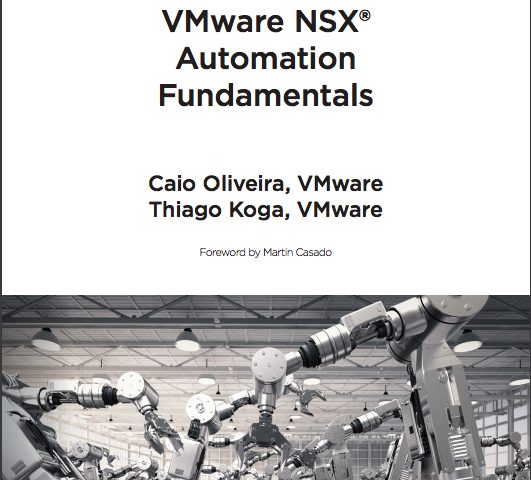 VMware NSX®
Automation
Fundamentals
Caio Oliveira, VMware
Thiago Koga, VMware
Foreword by Martin Casado